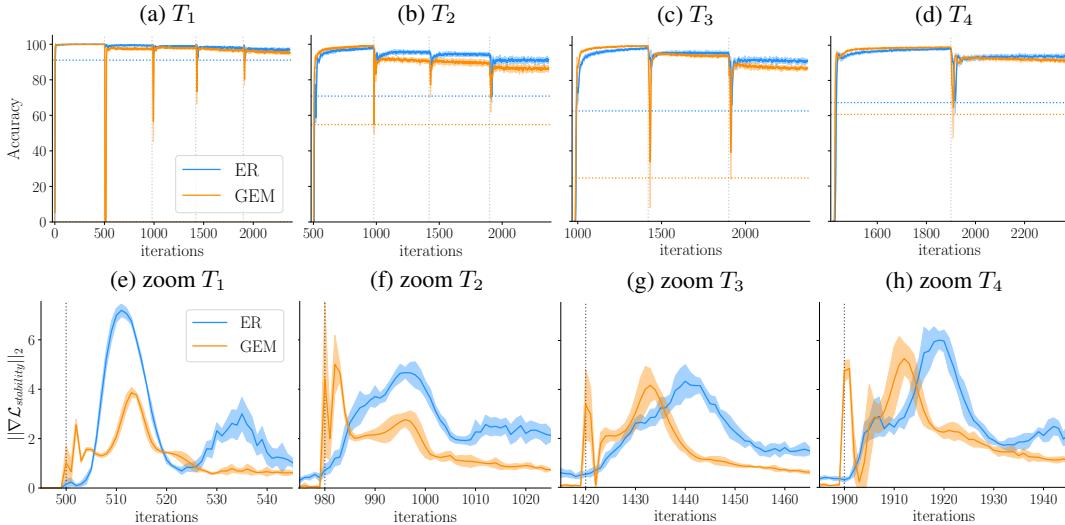 (a) T₁
(b) T₂
(c) T₃
(d) T₄
Accuracy
100
80
60
40
20
0
ER
GEM
0 500 1000 1500 2000
500 1000 1500 2000
1000 1500 2000
1600 1800 2000 2200
iterations
iterations
iterations
iterations
(e) zoom T₁
(f) zoom T₂
(g) zoom T₃
(h) zoom T₄
||∇ℒ_{stability}||₂
6
4
2
0
ER
GEM
500 510 520 530 540
980 990 1000 1010 1020
1420 1430 1440 1450 1460
1900 1910 1920 1930 1940
iterations
iterations
iterations
iterations